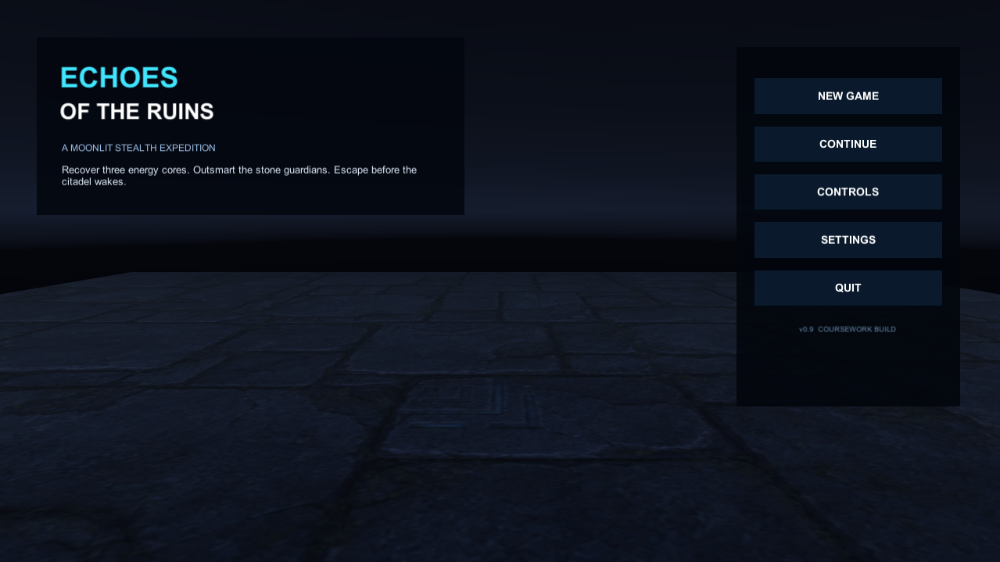 ECHOES
OF THE RUINS
A MOONLIT STEALTH EXPEDITION
Recover three energy cores. Outsmart the stone guardians. Escape before the
citadel wakes.
NEW GAME
CONTINUE
CONTROLS
SETTINGS
QUIT
v0.9  COURSEWORK BUILD